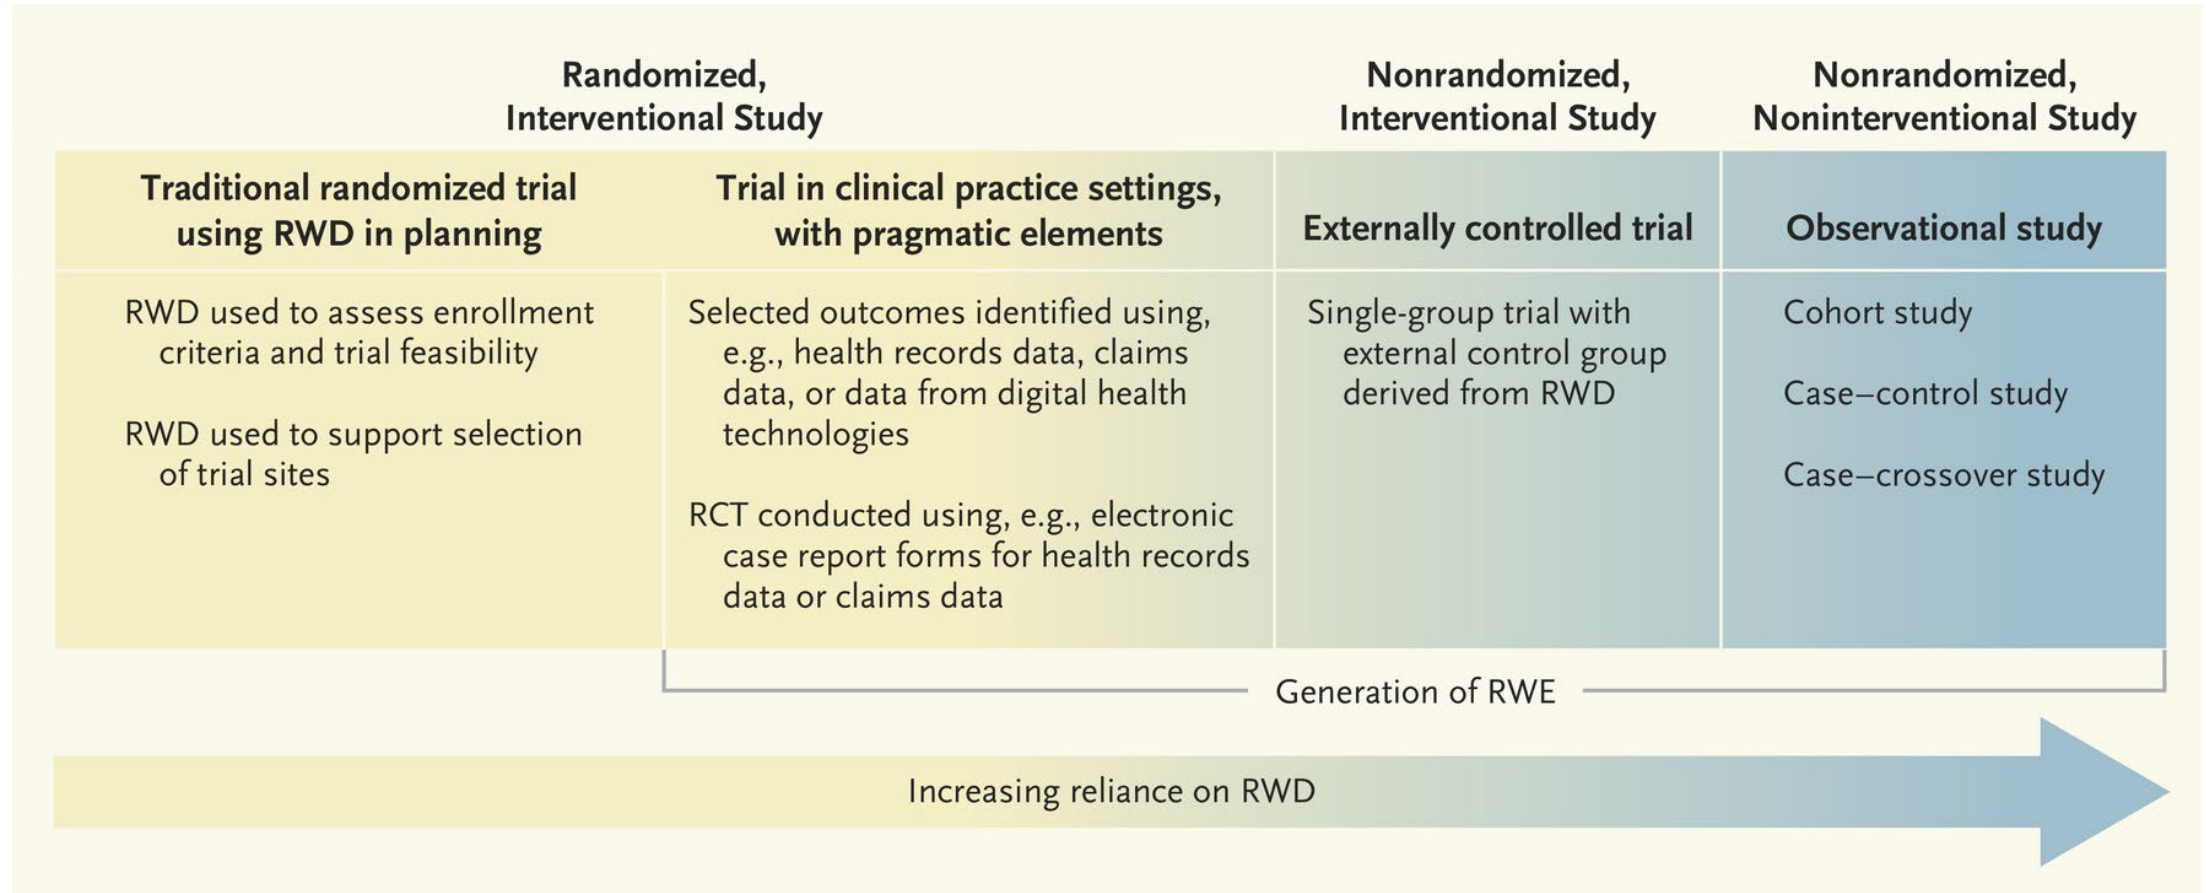 Randomized,
Interventional Study
Nonrandomized,
Interventional Study
Nonrandomized,
Noninterventional Study
Traditional randomized trial
using RWD in planning
Trial in clinical practice settings,
with pragmatic elements
Externally controlled trial
Observational study
RWD used to assess enrollment
criteria and trial feasibility
RWD used to support selection
of trial sites
Selected outcomes identified using,
e.g., health records data, claims
data, or data from digital health
technologies
RCT conducted using, e.g., electronic
case report forms for health records
data or claims data
Single-group trial with
external control group
derived from RWD
Cohort study
Case–control study
Case–crossover study
Generation of RWE
Increasing reliance on RWD